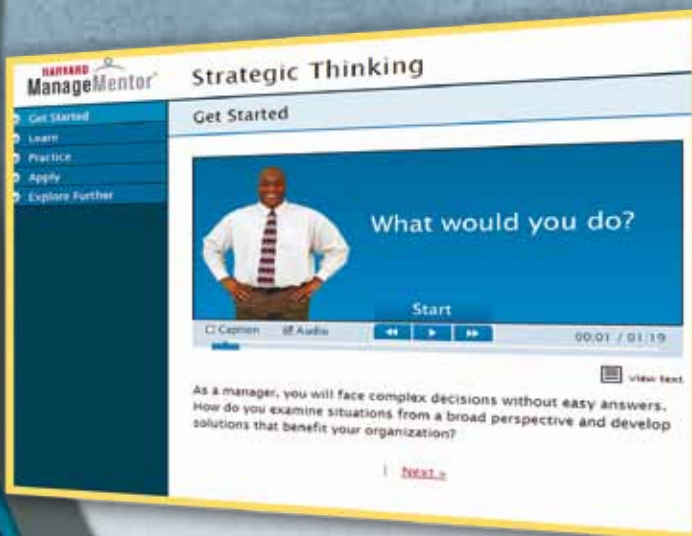 HARVARD
ManageMentor
Strategic Thinking
Get Started
Learn
Practice
Apply
Explore Further
Get Started
What would you do?
Start
Caption
Audio
00:01 / 01:19
View text
As a manager, you will face complex decisions without easy answers.
How do you examine situations from a broad perspective and develop
solutions that benefit your organization?
| Next »